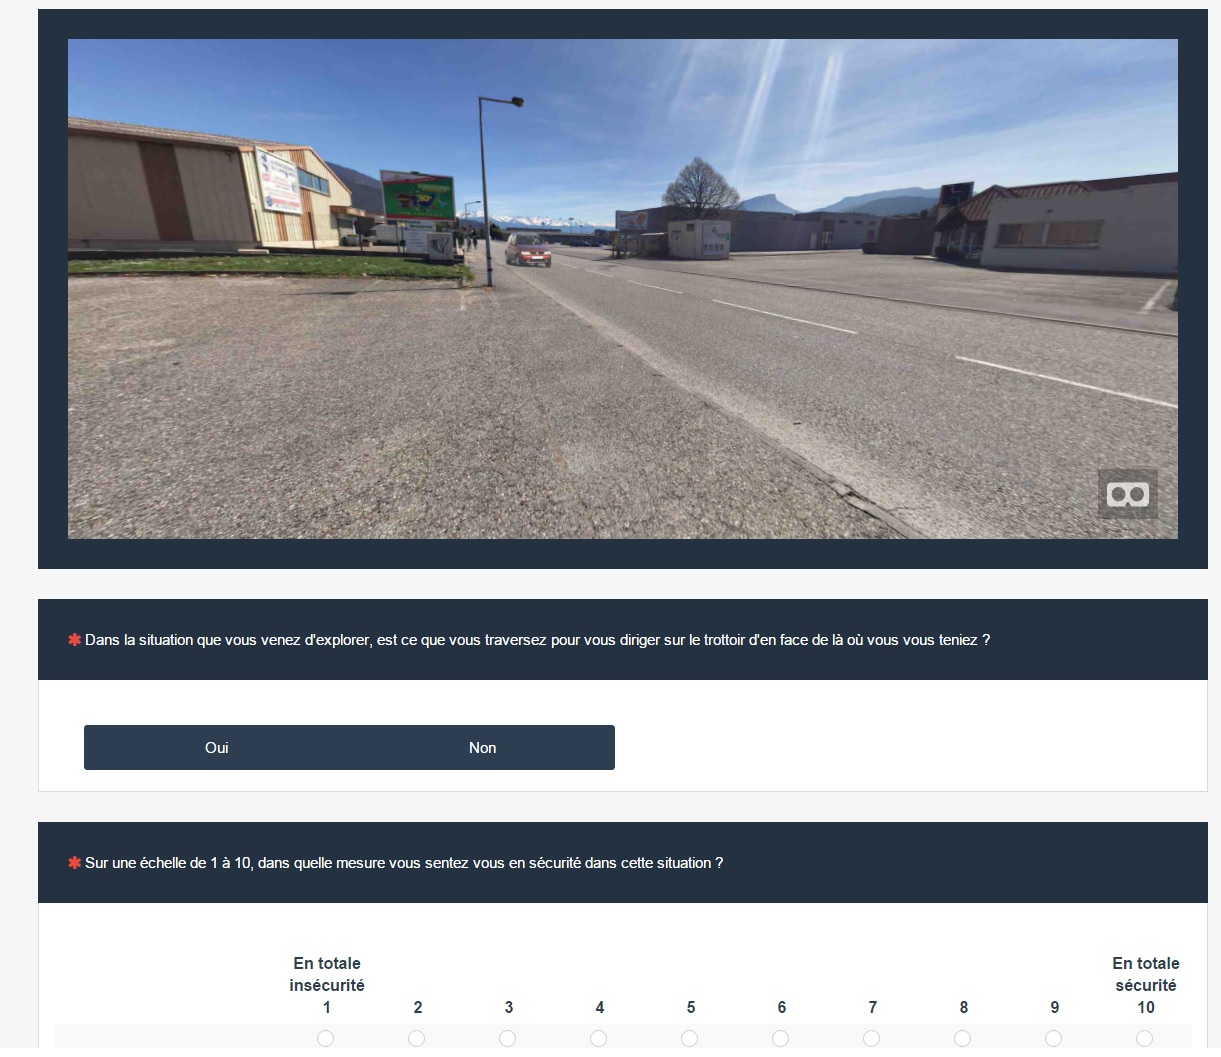 ✱ Dans la situation que vous venez d'explorer, est ce que vous traversez pour vous diriger sur le trottoir d'en face de là où vous vous teniez ?
Oui Non
✱ Sur une échelle de 1 à 10, dans quelle mesure vous sentez vous en sécurité dans cette situation ?
En totale En totale
insécurité sécurité
1 2 3 4 5 6 7 8 9 10